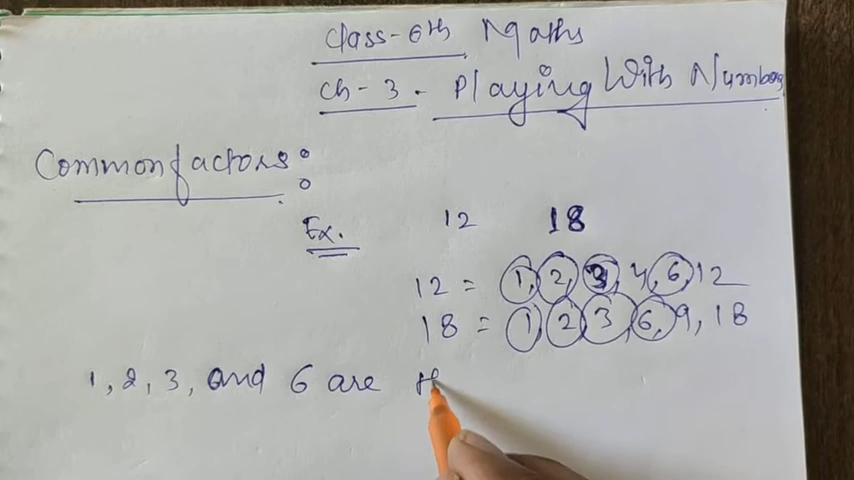 Class-6th Maths
Ch-3. Playing With Numbers
Common factors:
Ex. 12 18
12 = 1, 2, 3, 4, 6, 12
18 = 1, 2, 3, 6, 9, 18
1, 2, 3, and 6 are